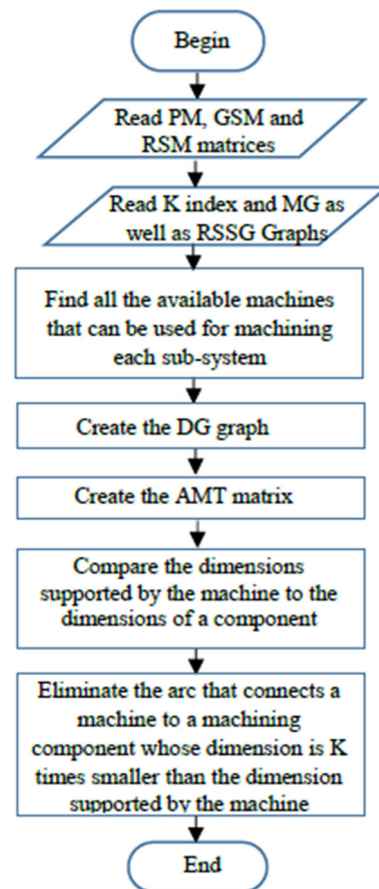 Begin
Read PM, GSM and
RSM matrices
Read K index and MG as
well as RSSG Graphs
Find all the available machines
that can be used for machining
each sub-system
Create the DG graph
Create the AMT matrix
Compare the dimensions
supported by the machine to the
dimensions of a component
Eliminate the arc that connects a
machine to a machining
component whose dimension is K
times smaller than the dimension
supported by the machine
End